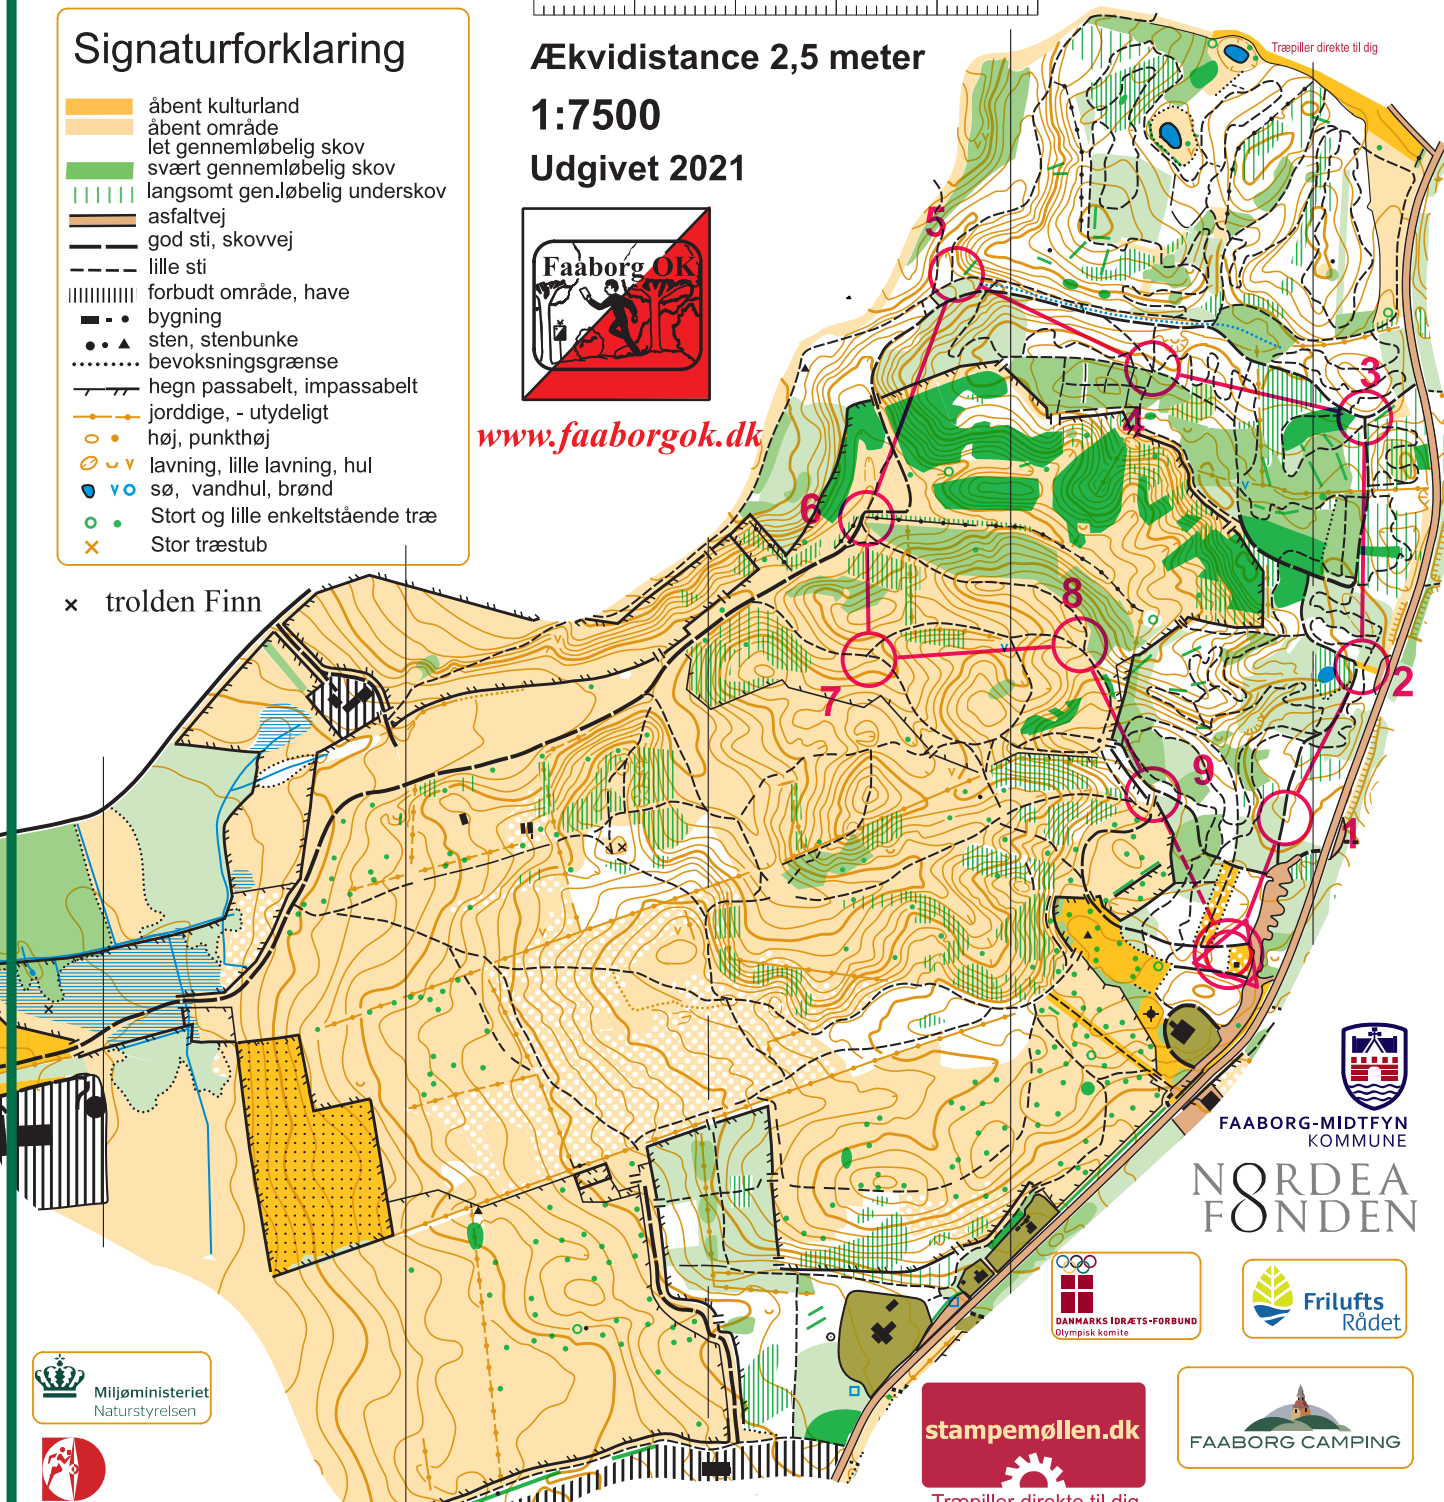 Signaturforklaring
åbent kulturland
åbent område
let gennemløbelig skov
svært gennemløbelig skov
langsomt gen.løbelig underskov
asfaltvej
god sti, skovvej
lille sti
forbudt område, have
bygning
sten, stenbunke
bevoksningsgrænse
hegn passabelt, impassabelt
jorddige, - utydeligt
høj, punkthøj
lavning, lille lavning, hul
sø, vandhul, brønd
Stort og lille enkeltstående træ
Stor træstub
x trolden Finn
Ækvidistance 2,5 meter
1:7500
Udgivet 2021
Faaborg OK
www.faaborgok.dk
Træpiller direkte til dig
5
3
4
6
8
7
2
9
1
FAABORG-MIDTFYN
KOMMUNE
NORDEA
FONDEN
DANMARKS IDRÆTS-FORBUND
Olympisk komite
Frilufts
Rådet
Miljøministeriet
Naturstyrelsen
stampemøllen.dk
Træpiller direkte til dig
FAABORG CAMPING